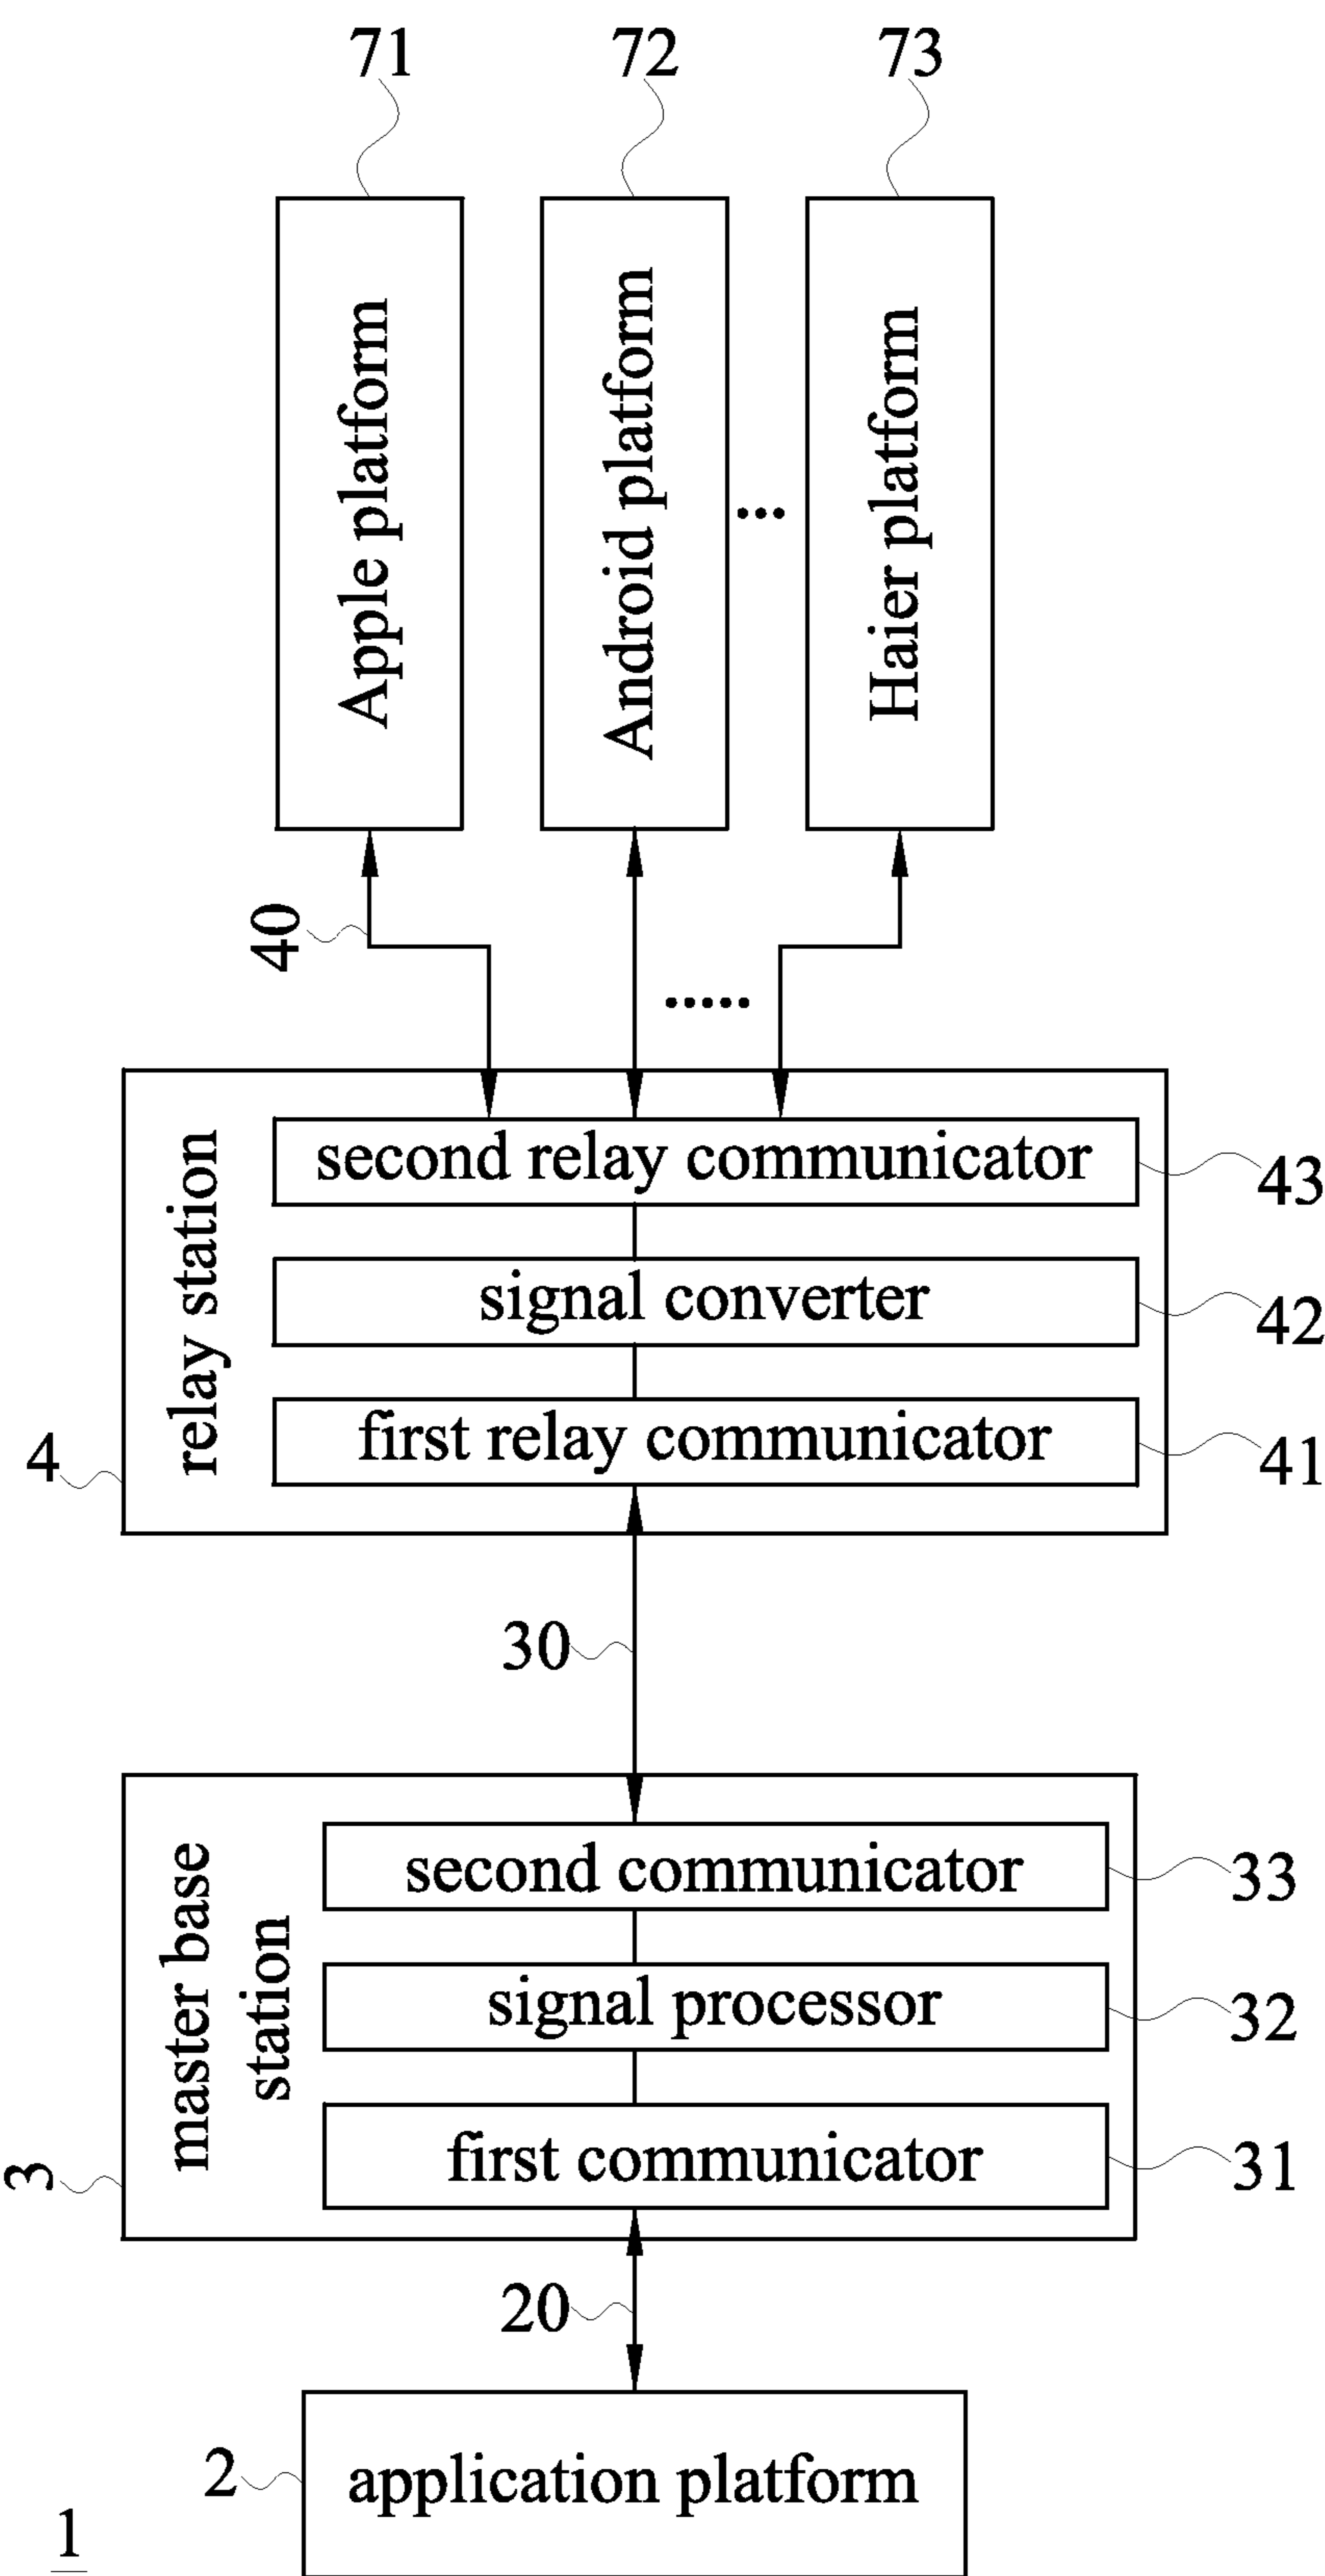 71
72
73
Apple platform
Android platform
...
Haier platform
40
.....
4
relay station
second relay communicator
43
signal converter
42
first relay communicator
41
30
3
master base
station
second communicator
33
signal processor
32
first communicator
31
20
2
application platform
1